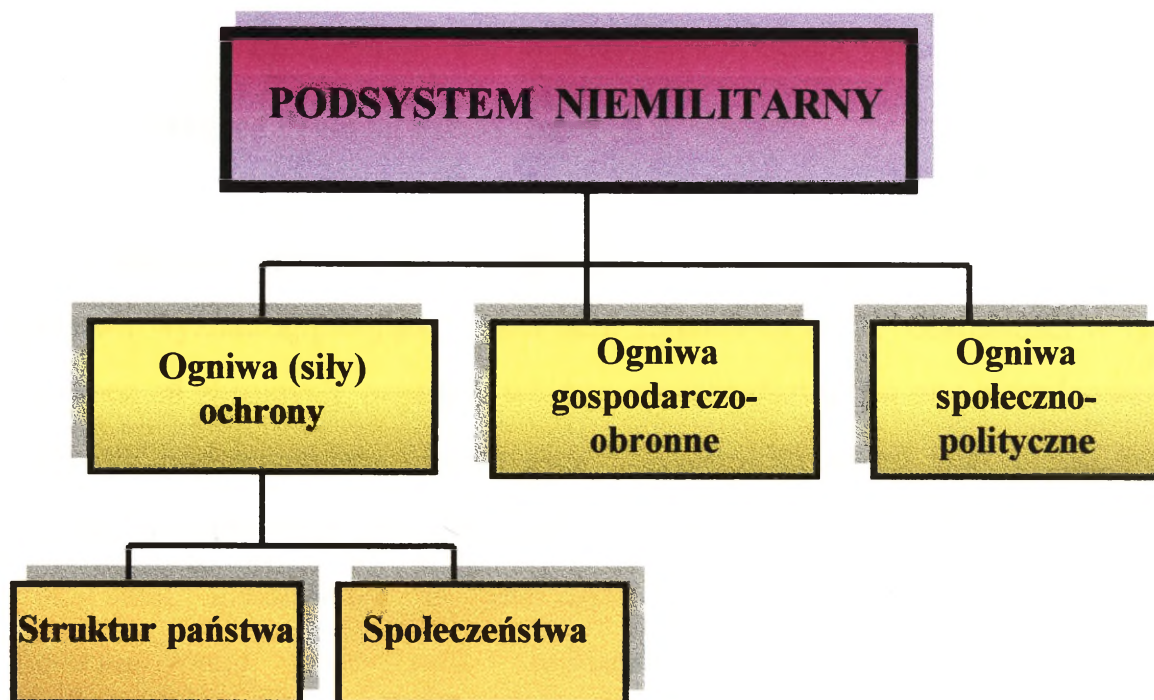 PODSYSTEM NIEMILITARNY
Ogniwa (siły)
ochrony
Ogniwa
gospodarczo-
obronne
Ogniwa
społeczno-
polityczne
Struktur państwa
Społeczeństwa